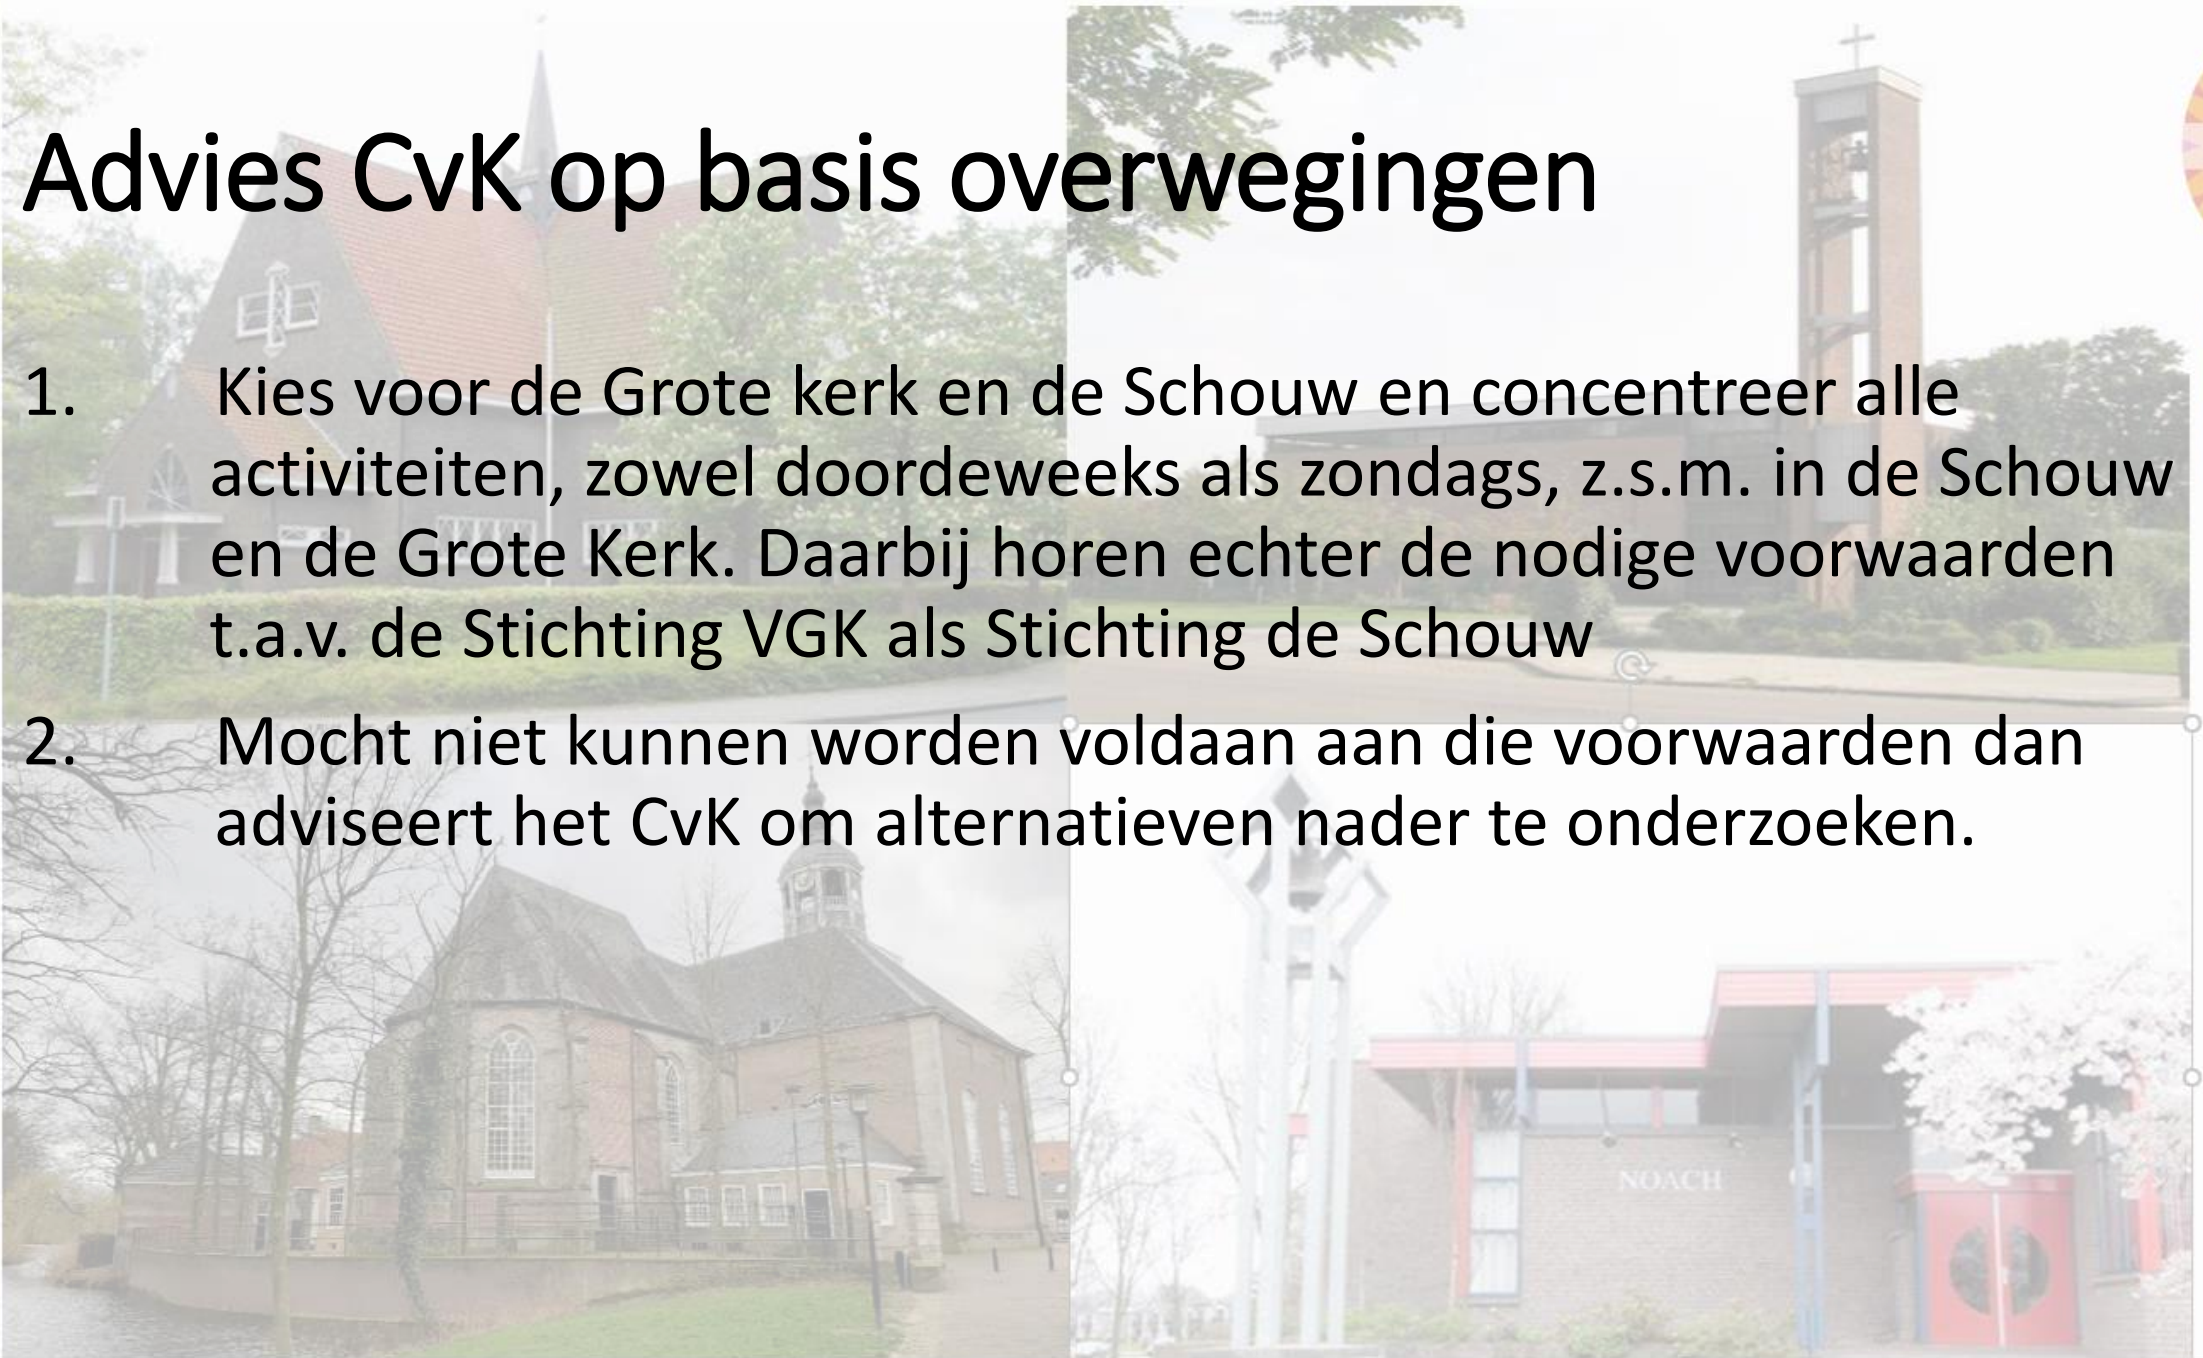 Advies CvK op basis overwegingen
1. Kies voor de Grote kerk en de Schouw en concentreer alle
activiteiten, zowel doordeweeks als zondags, z.s.m. in de Schouw
en de Grote Kerk. Daarbij horen echter de nodige voorwaarden
t.a.v. de Stichting VGK als Stichting de Schouw
2. Mocht niet kunnen worden voldaan aan die voorwaarden dan
adviseert het CvK om alternatieven nader te onderzoeken.
NOACH